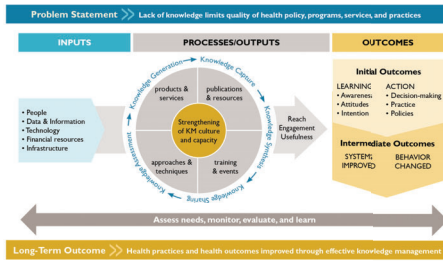 Problem Statement >> Lack of knowledge limits quality of health policy, programs, services, and practices
INPUTS
PROCESSES/OUTPUTS
OUTCOMES
• People
• Data & Information
• Technology
• Financial resources
• Infrastructure
Knowledge Assessment
Knowledge Generation
Knowledge Capture
Knowledge Synthesis
Knowledge Sharing
products &
services
publications
& resources
Strengthening
of KM culture
and capacity
approaches &
techniques
training
& events
Reach
Engagement
Usefulness
Initial Outcomes
LEARNING
• Awareness
• Attitudes
• Intention
ACTION
• Decision-making
• Practice
• Policies
Intermediate Outcomes
SYSTEMS
IMPROVED
BEHAVIOR
CHANGED
Assess needs, monitor, evaluate, and learn
Long-Term Outcome >> Health practices and health outcomes improved through effective knowledge management